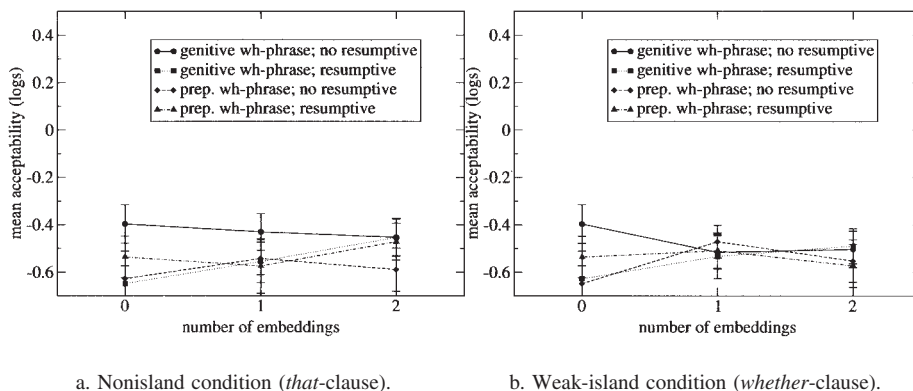 0.4
0.2
0
-0.2
-0.4
-0.6
mean acceptability (logs)
genitive wh-phrase; no resumptive
genitive wh-phrase; resumptive
prep. wh-phrase; no resumptive
prep. wh-phrase; resumptive
0 1 2
number of embeddings
a. Nonisland condition (that-clause).
0.4
0.2
0
-0.2
-0.4
-0.6
mean acceptability (logs)
genitive wh-phrase; no resumptive
genitive wh-phrase; resumptive
prep. wh-phrase; no resumptive
prep. wh-phrase; resumptive
0 1 2
number of embeddings
b. Weak-island condition (whether-clause).